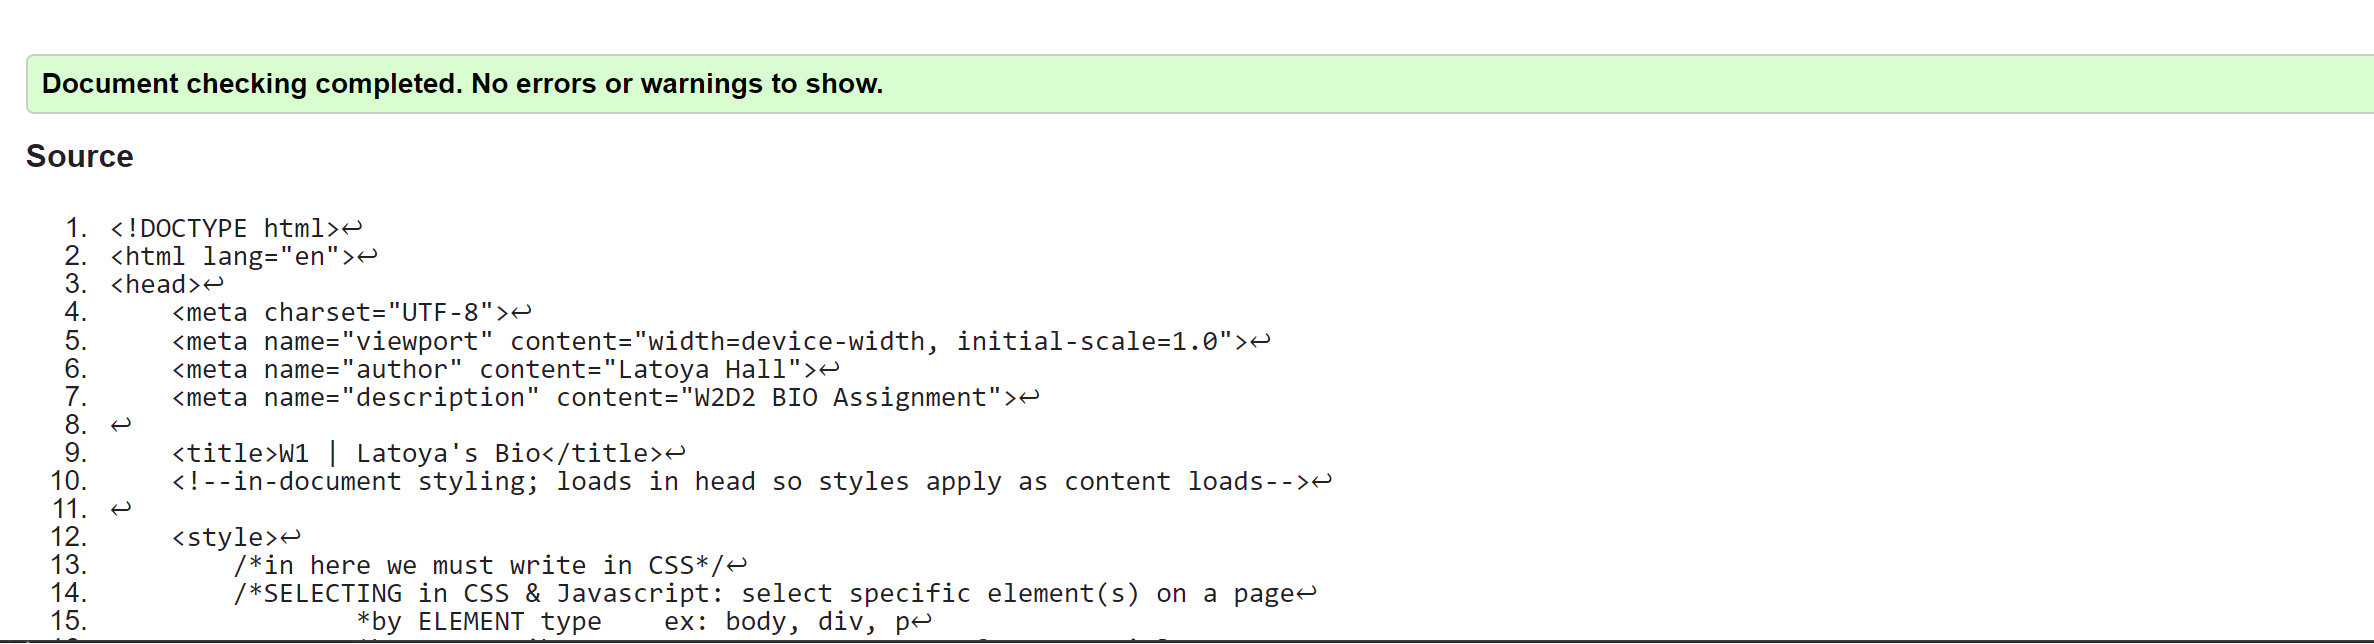 Document checking completed. No errors or warnings to show.
Source
1. <!DOCTYPE html>↩
2. <html lang="en">↩
3. <head>↩
4.     <meta charset="UTF-8">↩
5.     <meta name="viewport" content="width=device-width, initial-scale=1.0">↩
6.     <meta name="author" content="Latoya Hall">↩
7.     <meta name="description" content="W2D2 BIO Assignment">↩
8. ↩
9.     <title>W1 | Latoya's Bio</title>↩
10.     <!--in-document styling; loads in head so styles apply as content loads-->↩
11. ↩
12.     <style>↩
13.         /*in here we must write in CSS*/↩
14.         /*SELECTING in CSS & Javascript: select specific element(s) on a page↩
15.                 *by ELEMENT type    ex: body, div, p↩